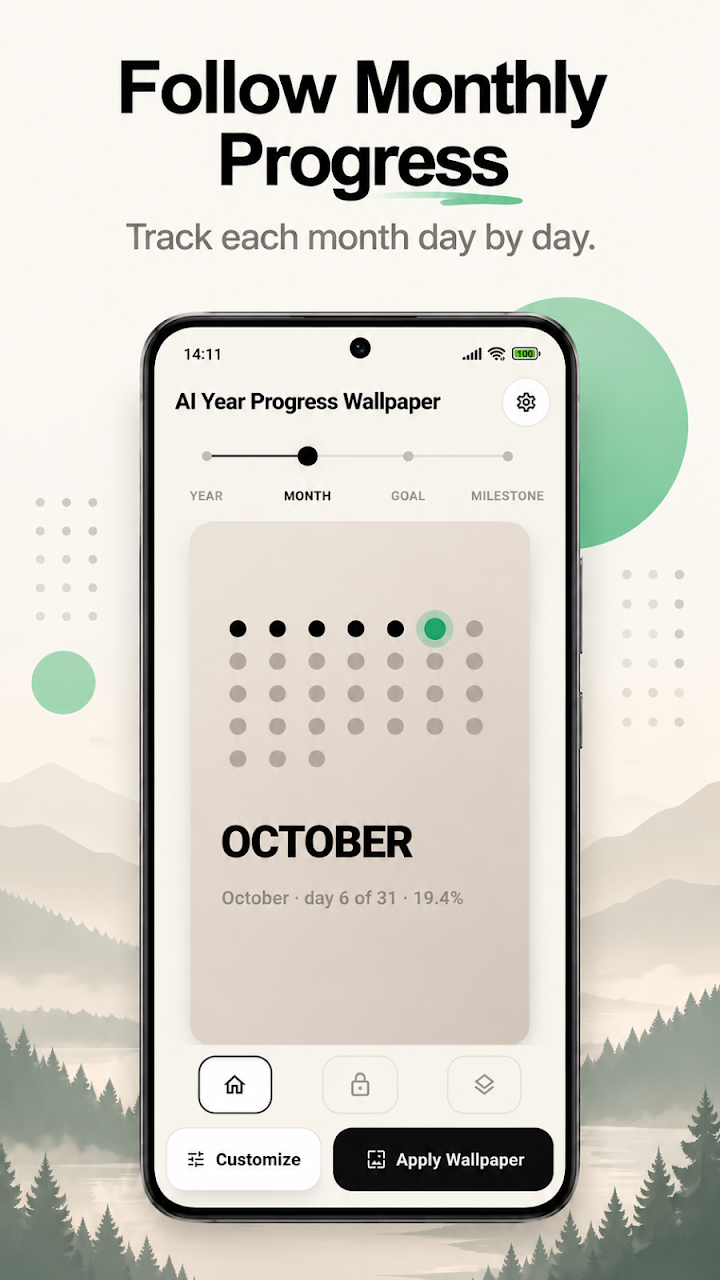 Follow Monthly
Progress
Track each month day by day.
14:11
100
AI Year Progress Wallpaper
YEAR MONTH GOAL MILESTONE
OCTOBER
October · day 6 of 31 · 19.4%
Customize Apply Wallpaper